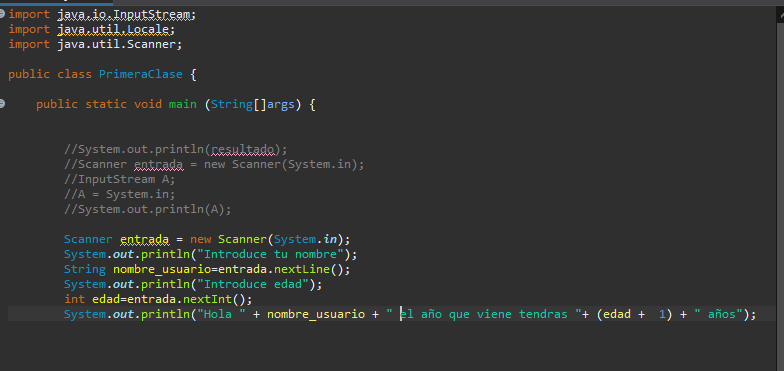 import java.io.InputStream;
import java.util.Locale;
import java.util.Scanner;
public class PrimeraClase {
public static void main (String[]args) {
//System.out.println(resultado);
//Scanner entrada = new Scanner(System.in);
//InputStream A;
//A = System.in;
//System.out.println(A);
Scanner entrada = new Scanner(System.in);
System.out.println("Introduce tu nombre");
String nombre_usuario=entrada.nextLine();
System.out.println("Introduce edad");
int edad=entrada.nextInt();
System.out.println("Hola " + nombre_usuario + " el año que viene tendras "+ (edad +  1) + " años");